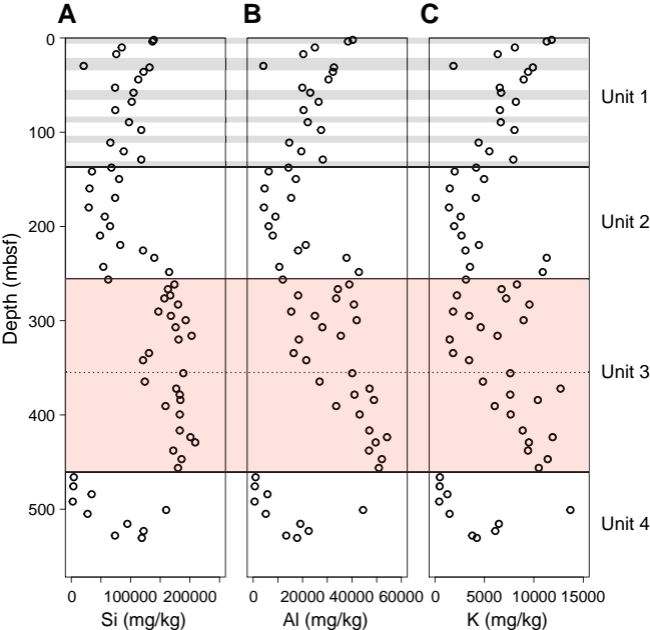 A B C
0
100
200
300
400
500
Depth (mbsf)
Unit 1
Unit 2
Unit 3
Unit 4
0 100000 200000
0 20000 40000 60000
0 5000 10000 15000
Si (mg/kg) Al (mg/kg) K (mg/kg)